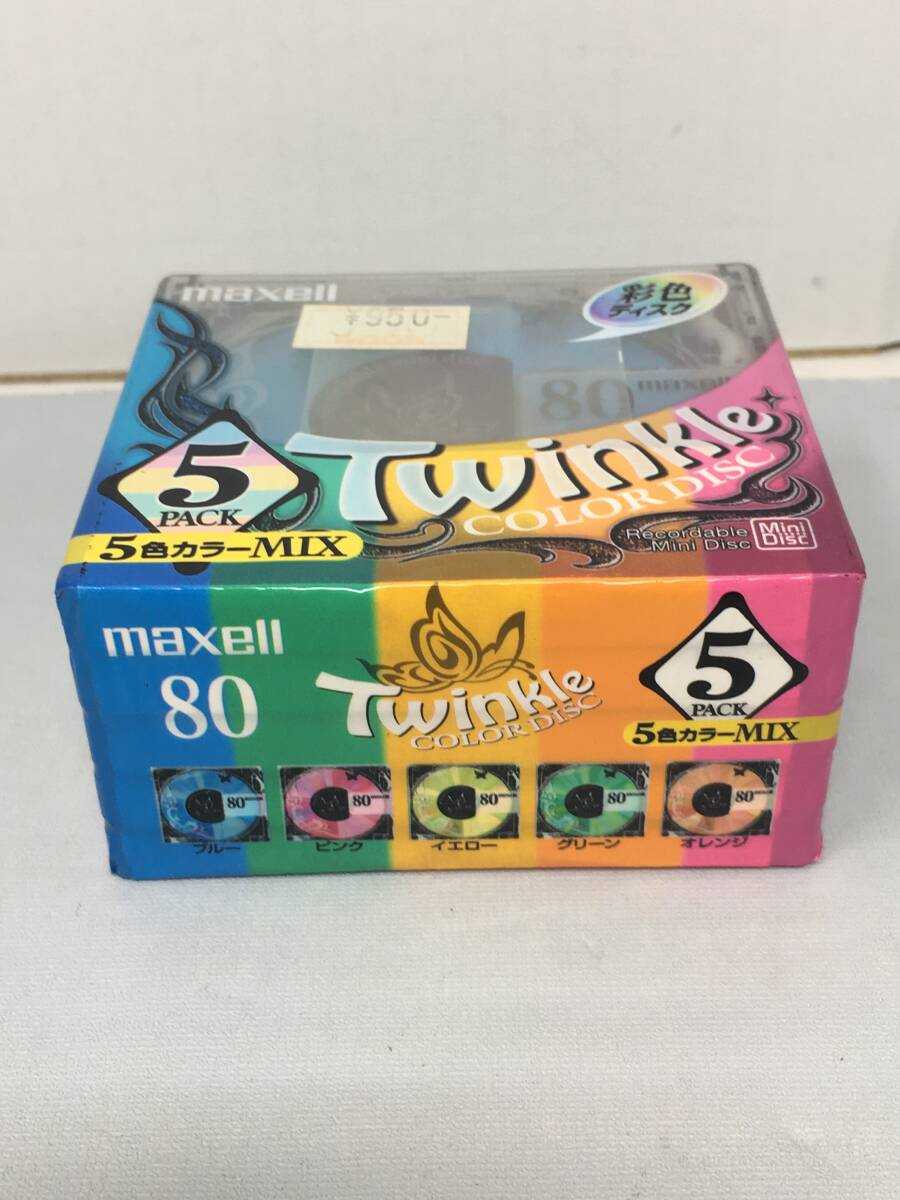 maxell
¥950-
彩色
ディスク
80 maxell
Twinkle
COLOR DISC
5
PACK
5色カラーMIX
Recordable
Mini Disc
Mini
Disc
maxell
80
Twinkle
COLOR DISC
5
PACK
5色カラーMIX
80
80
80
80
80
ブルー
ピンク
イエロー
グリーン
オレンジ